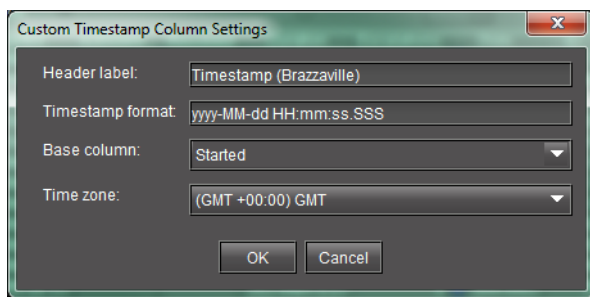 Custom Timestamp Column Settings
Header label: Timestamp (Brazzaville)
Timestamp format: yyyy-MM-dd HH:mm:ss.SSS
Base column: Started
Time zone: (GMT +00:00) GMT
OK Cancel